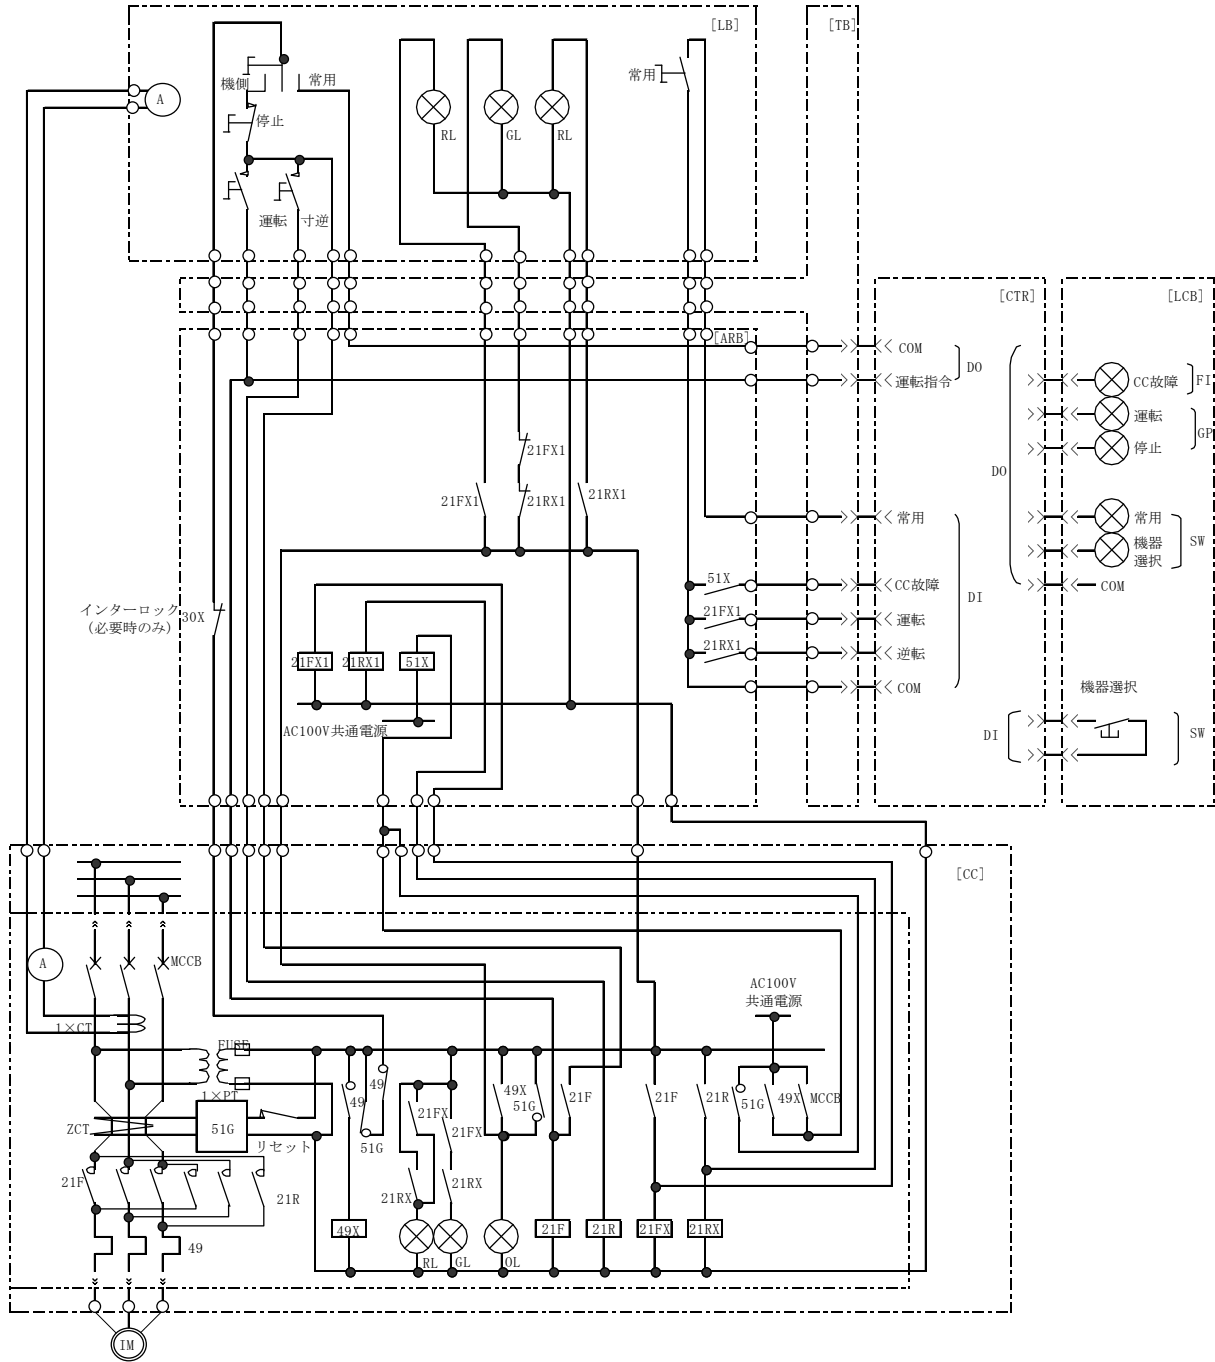 [LB]
[TB]
機側
常用
常用
A
停止
RL
GL
RL
運転
寸逆
[CTR]
[LCB]
[ARB]
COM
DO
運転指令
CC故障
FI
運転
GP
停止
21FX1
DO
21FX1
21RX1
21RX1
常用
常用
SW
機器
選択
51X
CC故障
COM
DI
インターロック
(必要時のみ)
30X
21FX1
運転
21RX1
逆転
21FX1
21RX1
51X
COM
機器選択
AC100V共通電源
DI
SW
[CC]
A
MCCB
AC100V
共通電源
1×CT
FUSE
49
49X
21F
21F
21R
49X
MCCB
1×PT
49
51G
51G
21FX
ZCT
51G
21FX
リセット
51G
21F
21RX
21RX
21R
49X
21F
21R
21FX
21RX
49
RL
GL
OL
IM